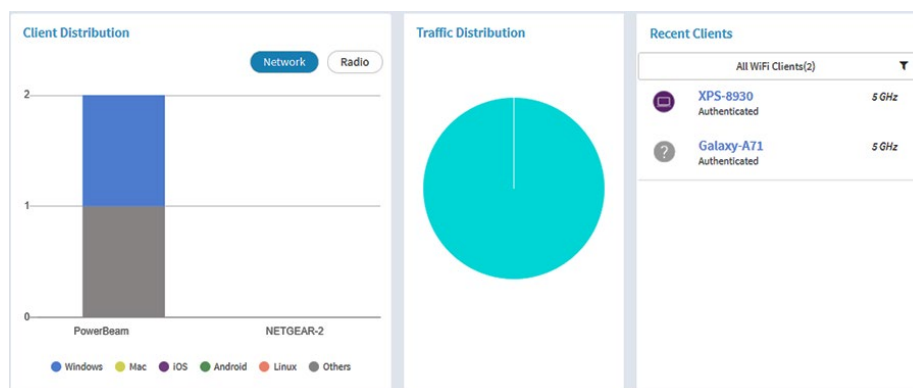 Client Distribution
Network
Radio
2
1
0
PowerBeam
NETGEAR-2
Windows
Mac
iOS
Android
Linux
Others
Traffic Distribution
Recent Clients
All WiFi Clients(2)
XPS-8930
5 GHz
Authenticated
?
Galaxy-A71
5 GHz
Authenticated